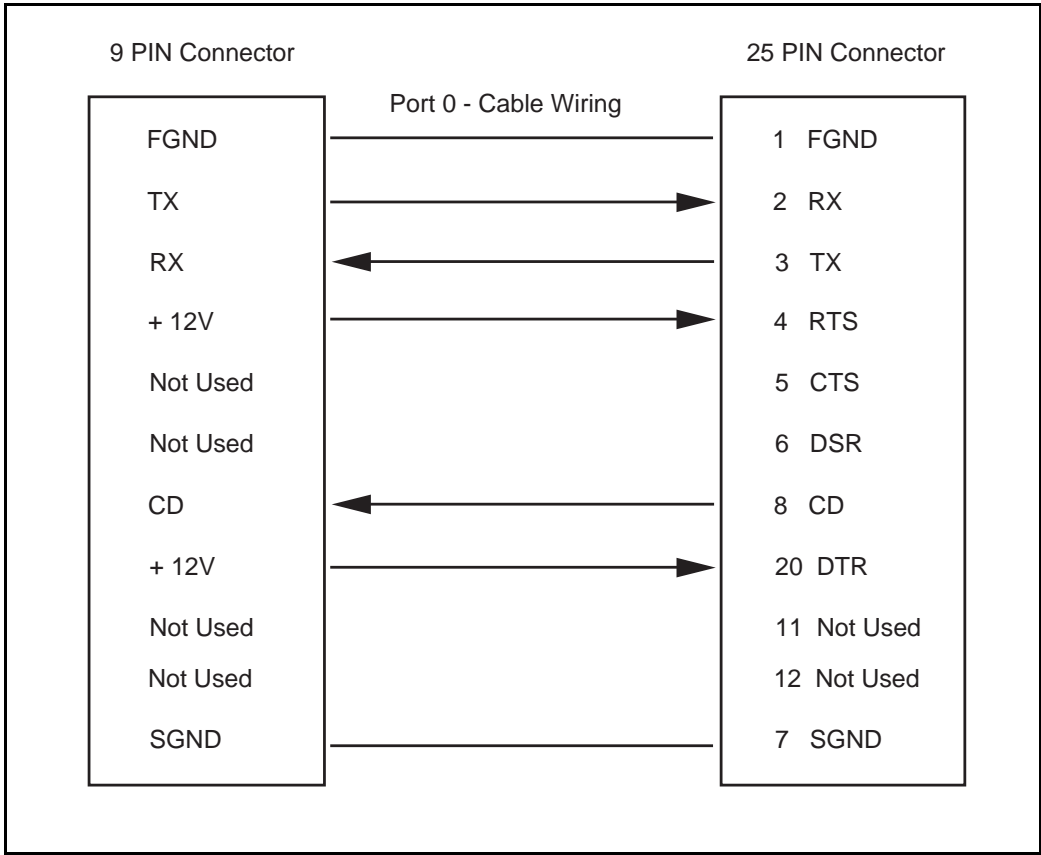 9 PIN Connector 25 PIN Connector
Port 0 - Cable Wiring
FGND 1 FGND
TX 2 RX
RX 3 TX
+ 12V 4 RTS
Not Used 5 CTS
Not Used 6 DSR
CD 8 CD
+ 12V 20 DTR
Not Used 11 Not Used
Not Used 12 Not Used
SGND 7 SGND